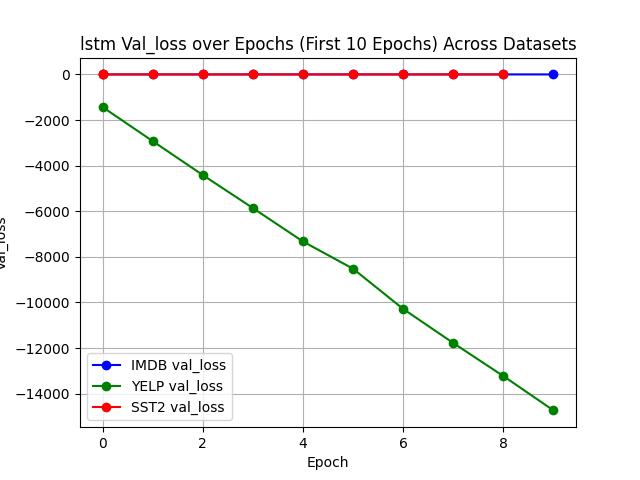 lstm Val_loss over Epochs (First 10 Epochs) Across Datasets
0
−2000
−4000
−6000
−8000
−10000
−12000
−14000
val_loss
IMDB val_loss
YELP val_loss
SST2 val_loss
0 2 4 6 8
Epoch